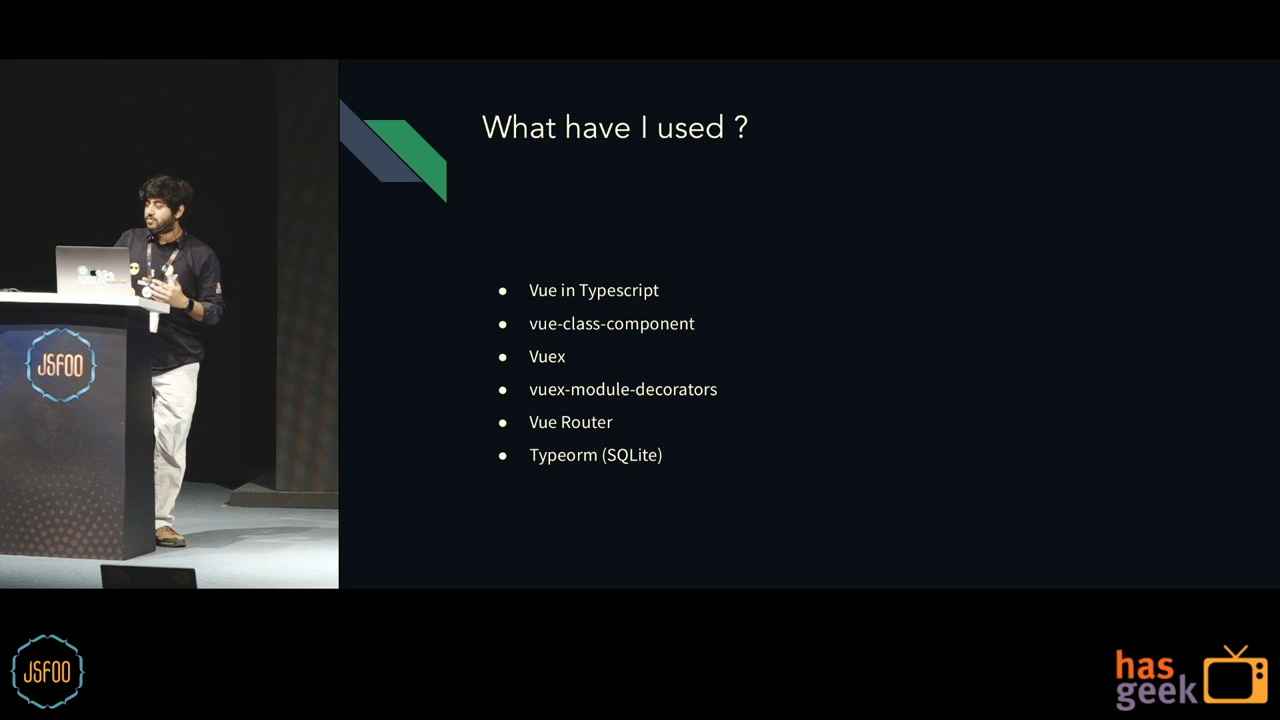 What have I used ?
● Vue in Typescript
● vue-class-component
● Vuex
● vuex-module-decorators
● Vue Router
● Typeorm (SQLite)
JSFOO
JSFOO
has
geek